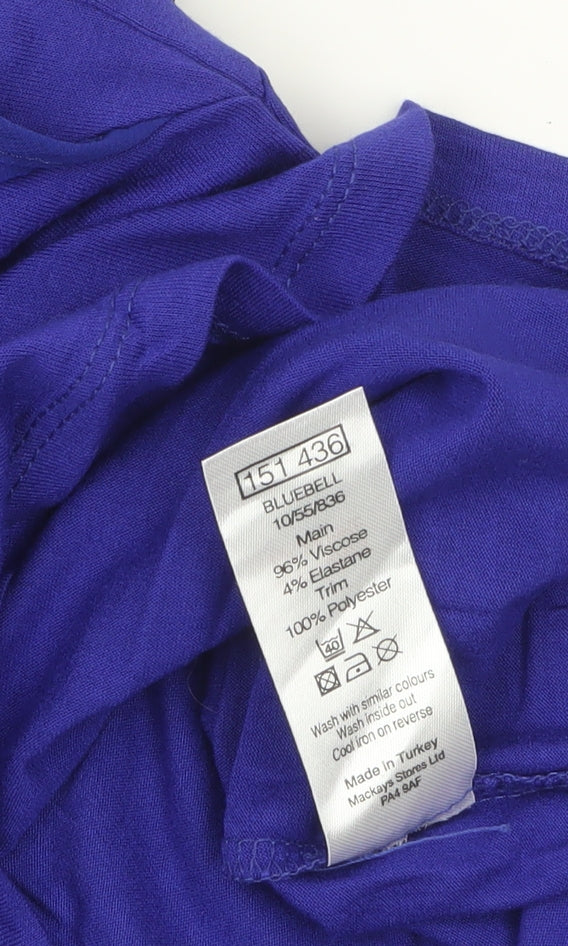 151 436
BLUEBELL
10/55/836
Main
96% Viscose
4% Elastane
Trim
100% Polyester
40
Wash with similar colours
Wash inside out
Cool iron on reverse
Made In Turkey
Mackays Stores Ltd
PA4 9AF